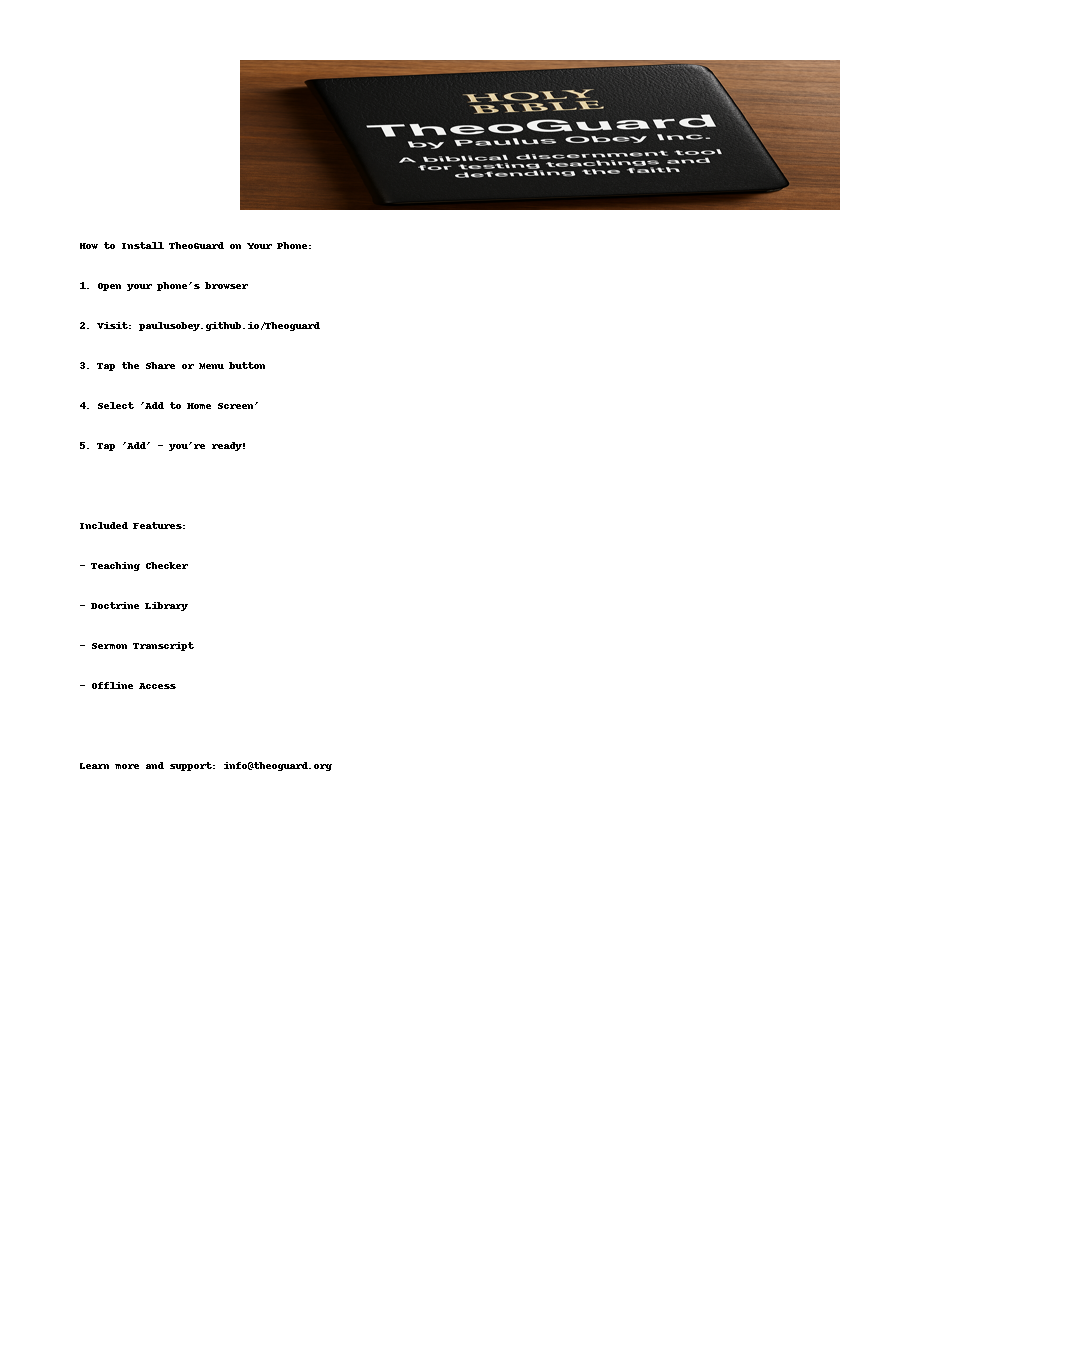 HOLY
BIBLE
TheoGuard
by Paulus Obey Inc.
A biblical discernment tool
for testing teachings and
defending the faith
How to Install TheoGuard on Your Phone:
1. Open your phone's browser
2. Visit: paulusobey.github.io/Theoguard
3. Tap the Share or Menu button
4. Select 'Add to Home Screen'
5. Tap 'Add' - you're ready!
Included Features:
- Teaching Checker
- Doctrine Library
- Sermon Transcript
- Offline Access
Learn more and support: info@theoguard.org